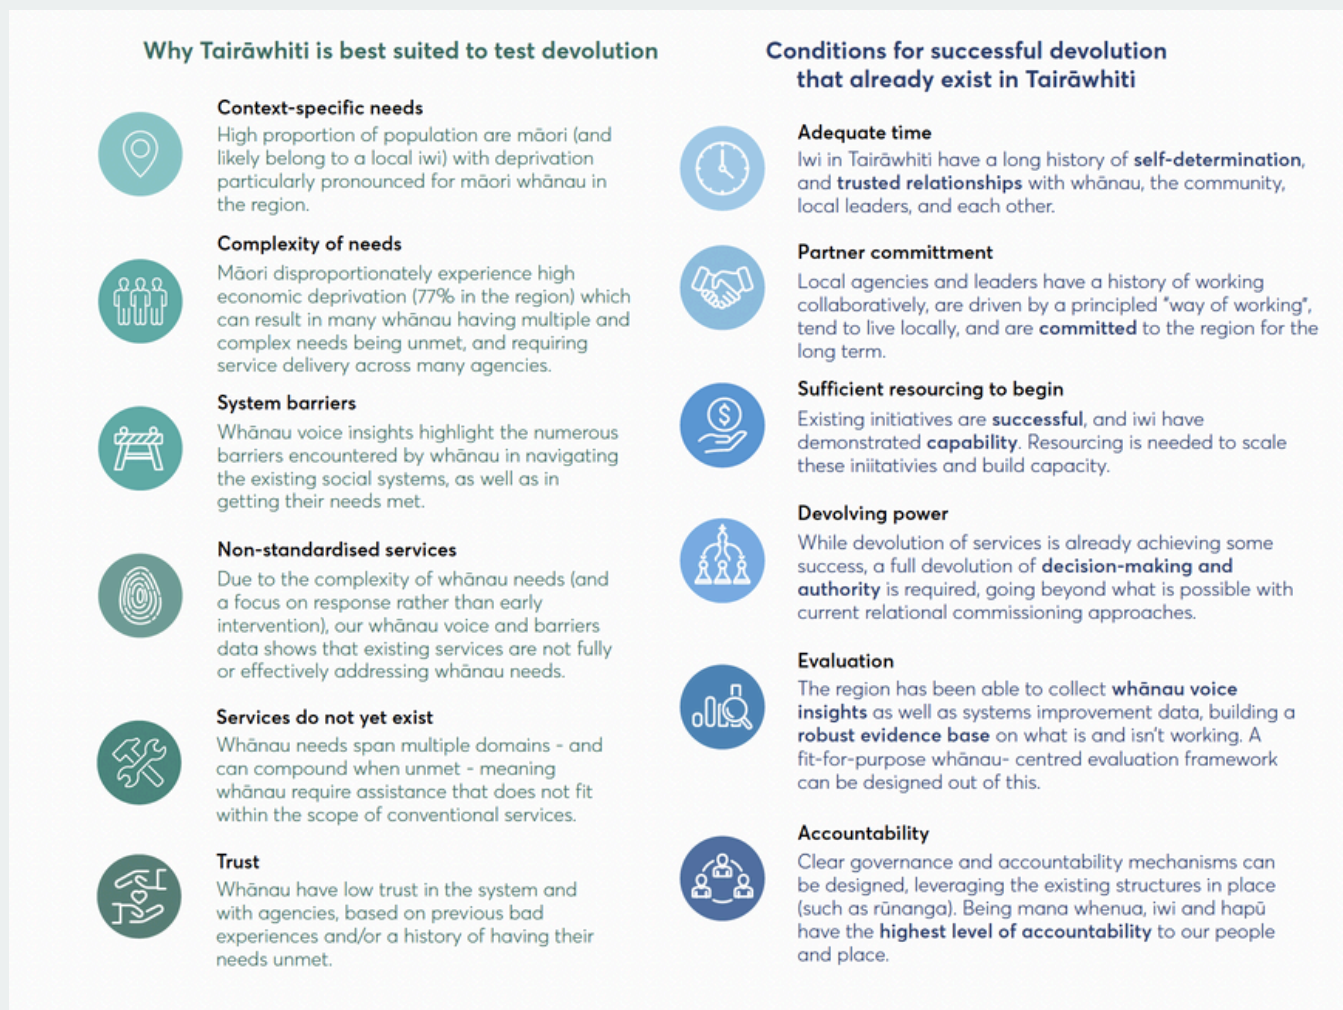 Why Tairāwhiti is best suited to test devolution
Context-specific needs
High proportion of population are māori (and
likely belong to a local iwi) with deprivation
particularly pronounced for māori whānau in
the region.
Complexity of needs
Māori disproportionately experience high
economic deprivation (77% in the region) which
can result in many whānau having multiple and
complex needs being unmet, and requiring
service delivery across many agencies.
System barriers
Whānau voice insights highlight the numerous
barriers encountered by whānau in navigating
the existing social systems, as well as in
getting their needs met.
Non-standardised services
Due to the complexity of whānau needs (and
a focus on response rather than early
intervention), our whānau voice and barriers
data shows that existing services are not fully
or effectively addressing whānau needs.
Services do not yet exist
Whānau needs span multiple domains - and
can compound when unmet - meaning
whānau require assistance that does not fit
within the scope of conventional services.
Trust
Whānau have low trust in the system and
with agencies, based on previous bad
experiences and/or a history of having their
needs unmet.
Conditions for successful devolution
that already exist in Tairāwhiti
Adequate time
Iwi in Tairāwhiti have a long history of self-determination,
and trusted relationships with whānau, the community,
local leaders, and each other.
Partner committment
Local agencies and leaders have a history of working
collaboratively, are driven by a principled "way of working",
tend to live locally, and are committed to the region for the
long term.
Sufficient resourcing to begin
Existing initiatives are successful, and iwi have
demonstrated capability. Resourcing is needed to scale
these iniitativies and build capacity.
Devolving power
While devolution of services is already achieving some
success, a full devolution of decision-making and
authority is required, going beyond what is possible with
current relational commissioning approaches.
Evaluation
The region has been able to collect whānau voice
insights as well as systems improvement data, building a
robust evidence base on what is and isn't working. A
fit-for-purpose whānau- centred evaluation framework
can be designed out of this.
Accountability
Clear governance and accountability mechanisms can
be designed, leveraging the existing structures in place
(such as rūnanga). Being mana whenua, iwi and hapū
have the highest level of accountability to our people
and place.